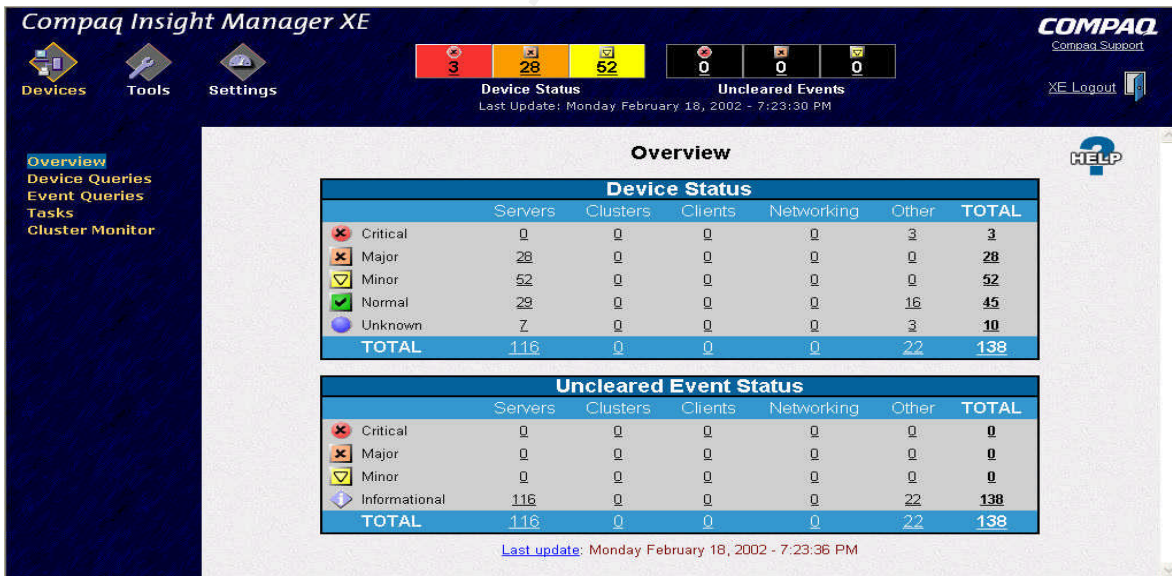 Compaq Insight Manager XE
COMPAQ
Compaq Support
3 28 52 0 0 0
Devices Tools Settings
Device Status Uncleared Events
XE Logout
Last Update: Monday February 18, 2002 - 7:23:30 PM
Overview
Device Queries
Event Queries
Tasks
Cluster Monitor
Overview
HELP
Device Status
Servers Clusters Clients Networking Other TOTAL
Critical 0 0 0 0 3 3
Major 28 0 0 0 0 28
Minor 52 0 0 0 0 52
Normal 29 0 0 0 16 45
Unknown 7 0 0 0 3 10
TOTAL 116 0 0 0 22 138
Uncleared Event Status
Servers Clusters Clients Networking Other TOTAL
Critical 0 0 0 0 0 0
Major 0 0 0 0 0 0
Minor 0 0 0 0 0 0
Informational 116 0 0 0 22 138
TOTAL 116 0 0 0 22 138
Last update: Monday February 18, 2002 - 7:23:36 PM